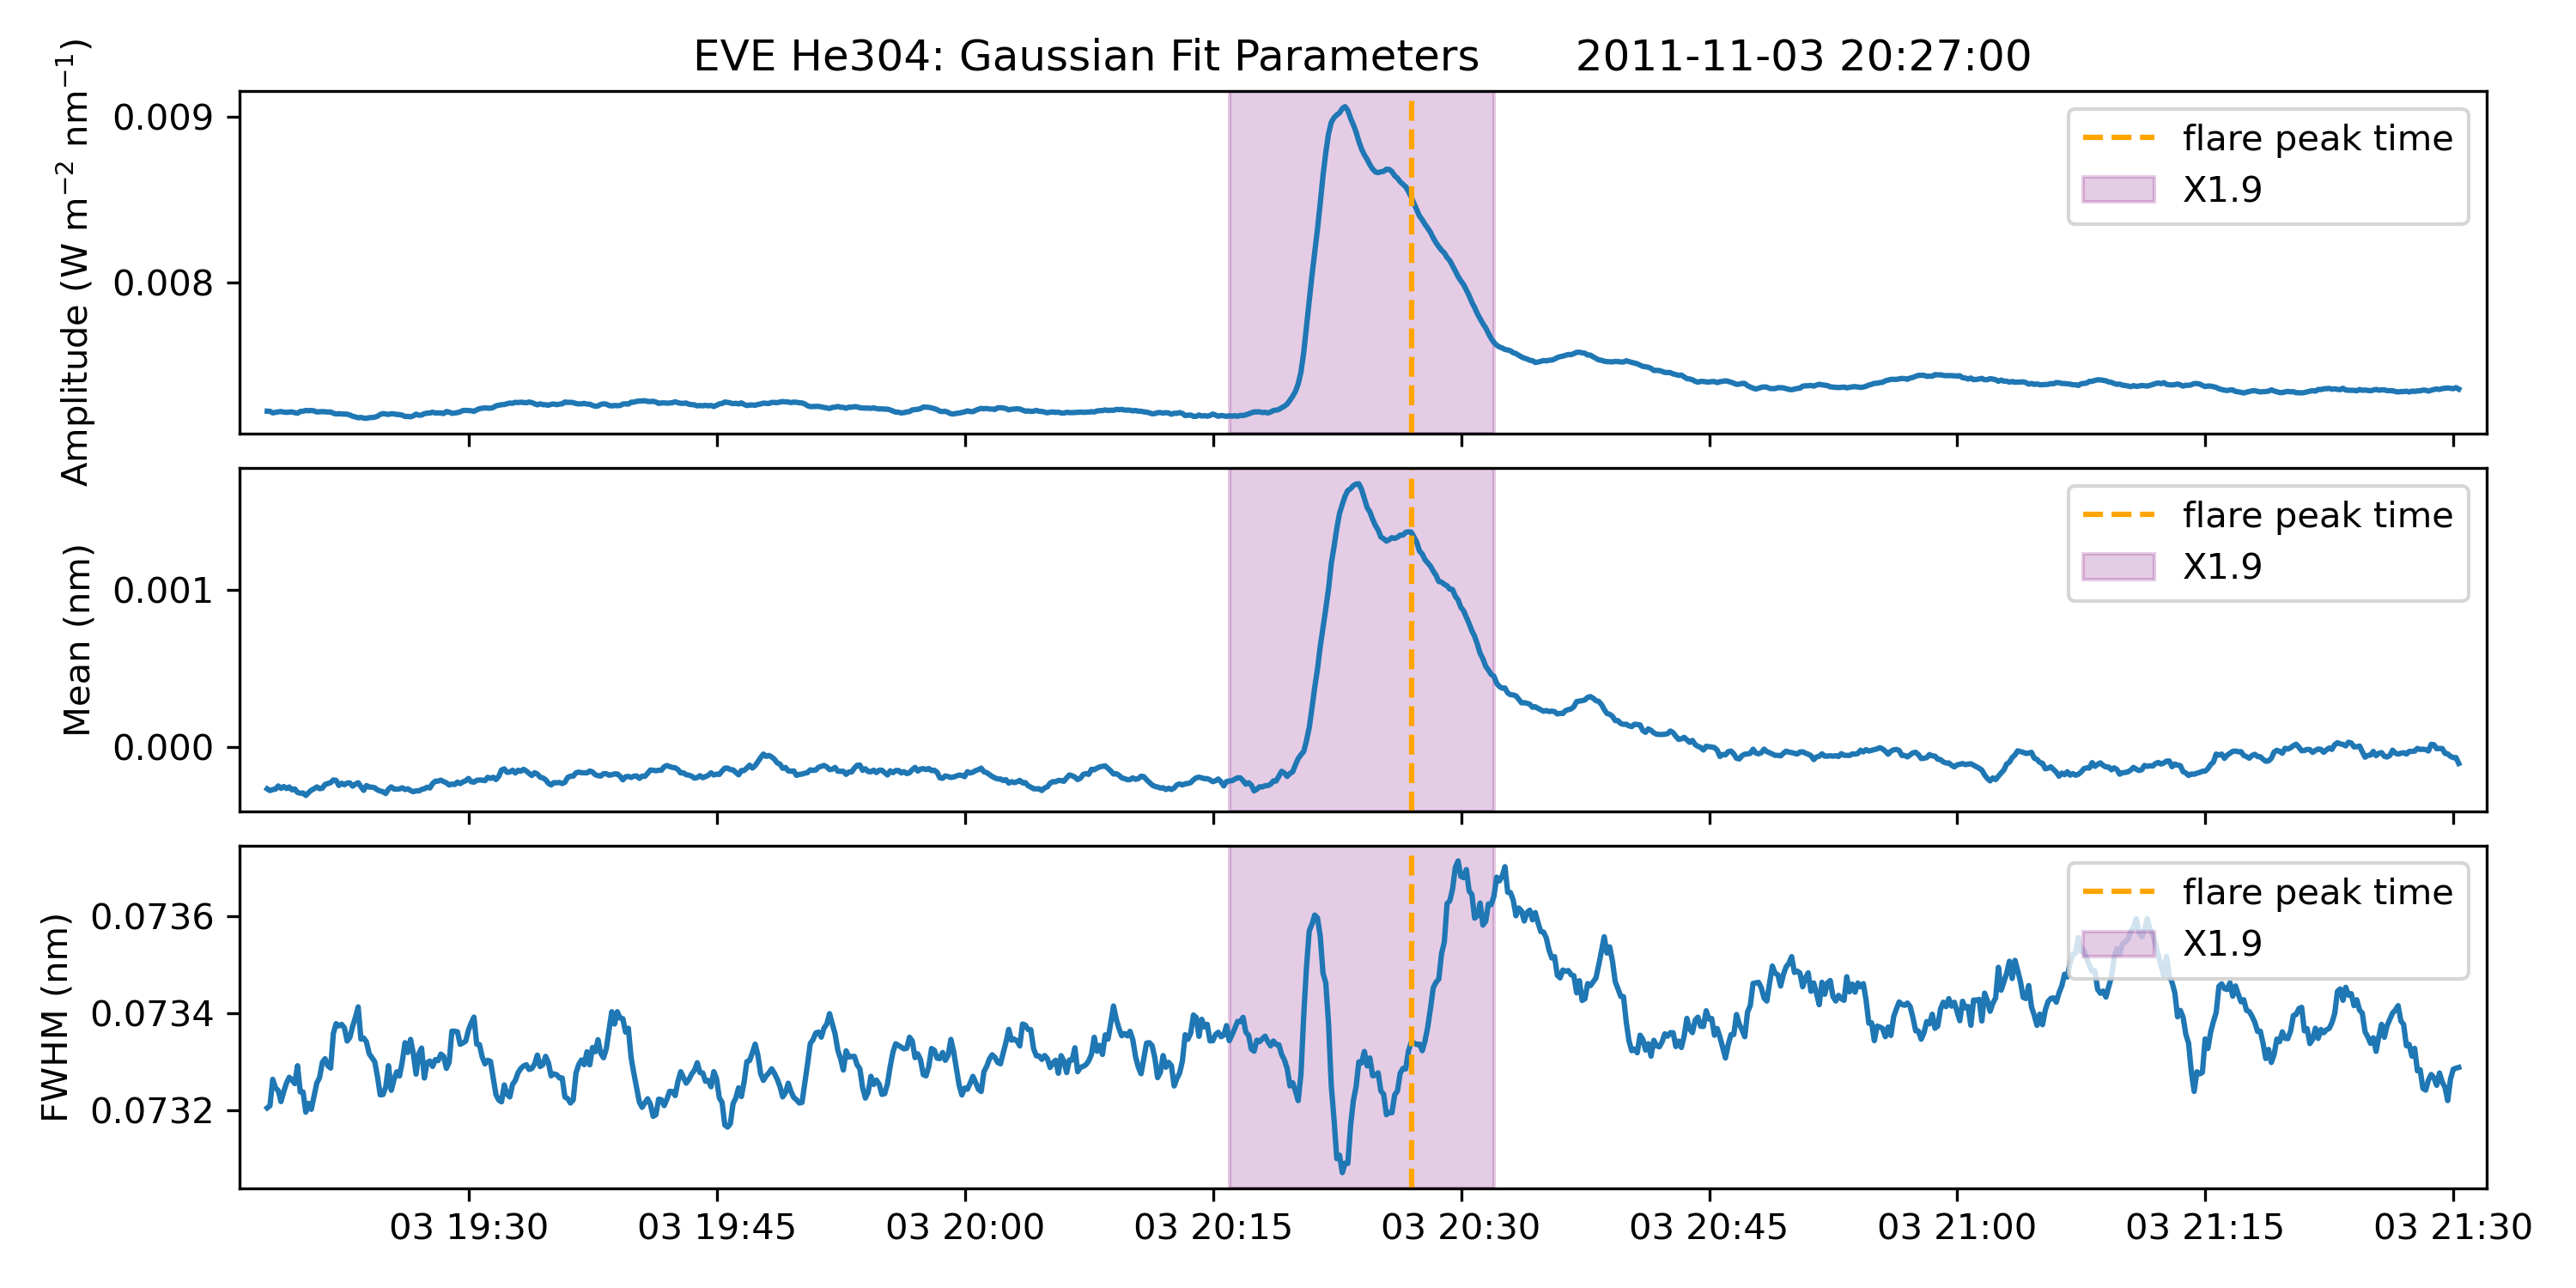 EVE He304: Gaussian Fit Parameters 2011-11-03 20:27:00
Amplitude (W m⁻² nm⁻¹)
0.009
0.008
flare peak time
X1.9
Mean (nm)
0.001
0.000
flare peak time
X1.9
FWHM (nm)
0.0736
0.0734
0.0732
flare peak time
X1.9
03 19:30 03 19:45 03 20:00 03 20:15 03 20:30 03 20:45 03 21:00 03 21:15 03 21:30